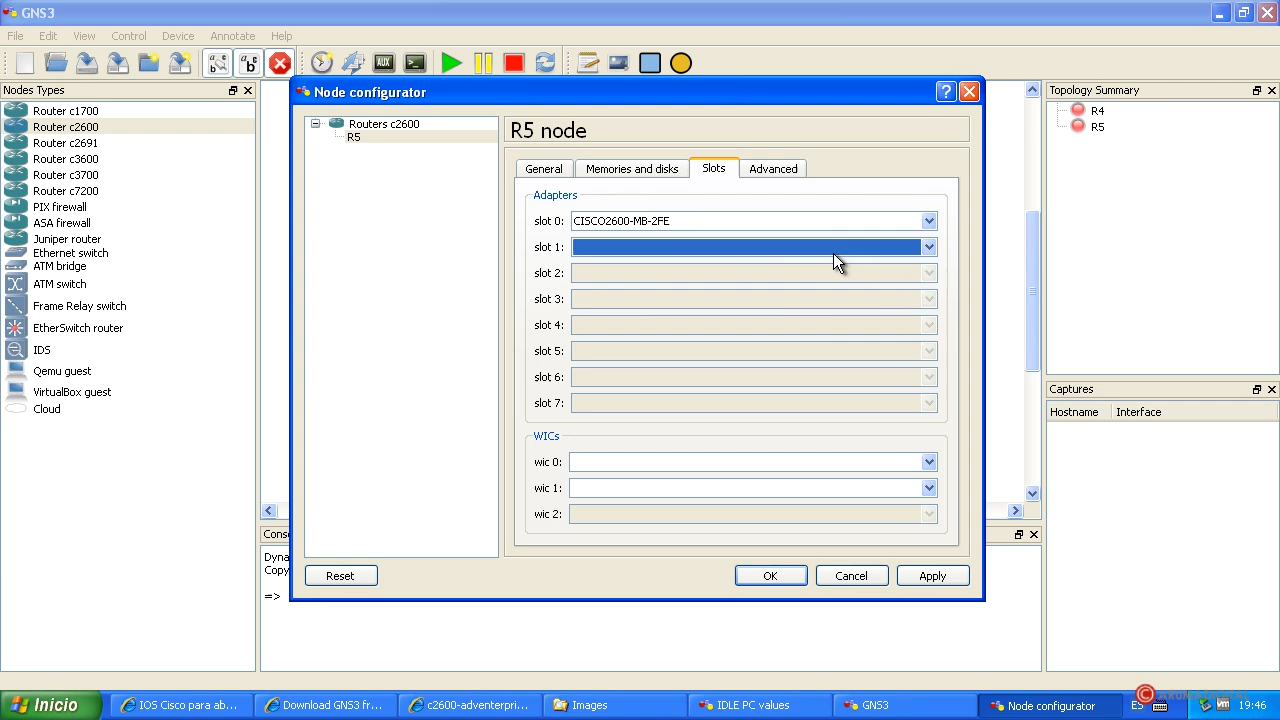 GNS3
File Edit View Control Device Annotate Help
Nodes Types
Router c1700
Router c2600
Router c2691
Router c3600
Router c3700
Router c7200
PIX firewall
ASA firewall
Juniper router
Ethernet switch
ATM bridge
ATM switch
Frame Relay switch
EtherSwitch router
IDS
Qemu guest
VirtualBox guest
Cloud
AUX
Node configurator
Routers c2600
R5
R5 node
General Memories and disks Slots Advanced
Adapters
slot 0: CISCO2600-MB-2FE
slot 1:
slot 2:
slot 3:
slot 4:
slot 5:
slot 6:
slot 7:
WICs
wic 0:
wic 1:
wic 2:
Reset OK Cancel Apply
Topology Summary
R4
R5
Captures
Hostname Interface
Cons
Dyna
Copy
=>
Inicio
IOS Cisco para ab...
Download GNS3 fr...
c2600-adventerpri...
Images
IDLE PC values
GNS3
Node configurator
ES
19:46